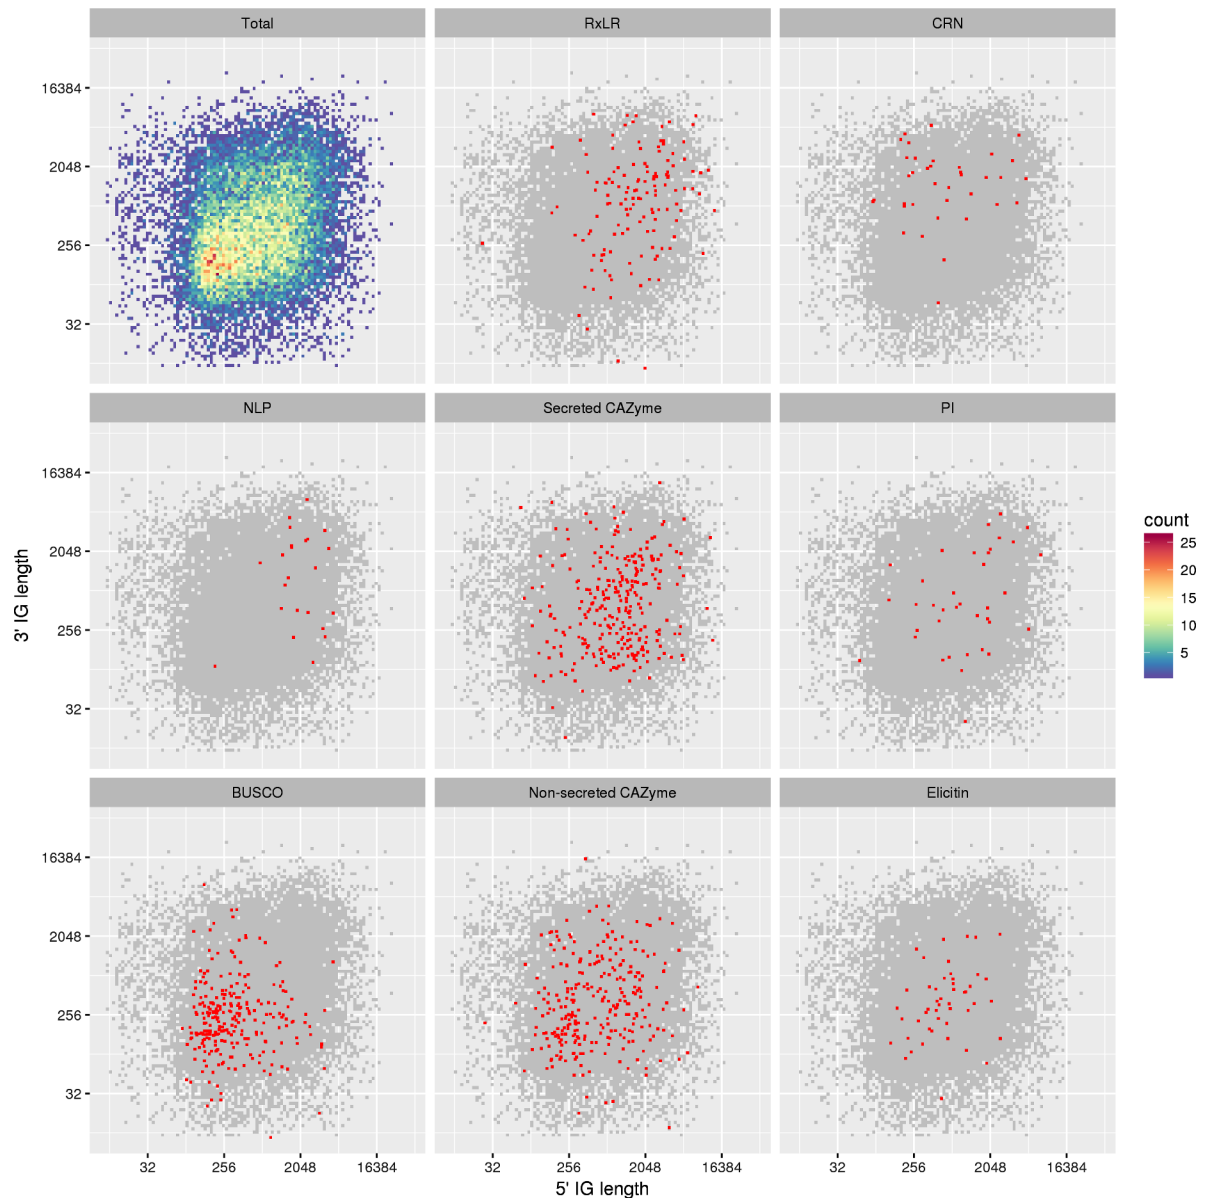 Total
RxLR
CRN
16384
2048
256
32
NLP
Secreted CAZyme
PI
16384
2048
256
32
3' IG length
count
25
20
15
10
5
BUSCO
Non-secreted CAZyme
Elicitin
16384
2048
256
32
32 256 2048 16384
32 256 2048 16384
32 256 2048 16384
5' IG length